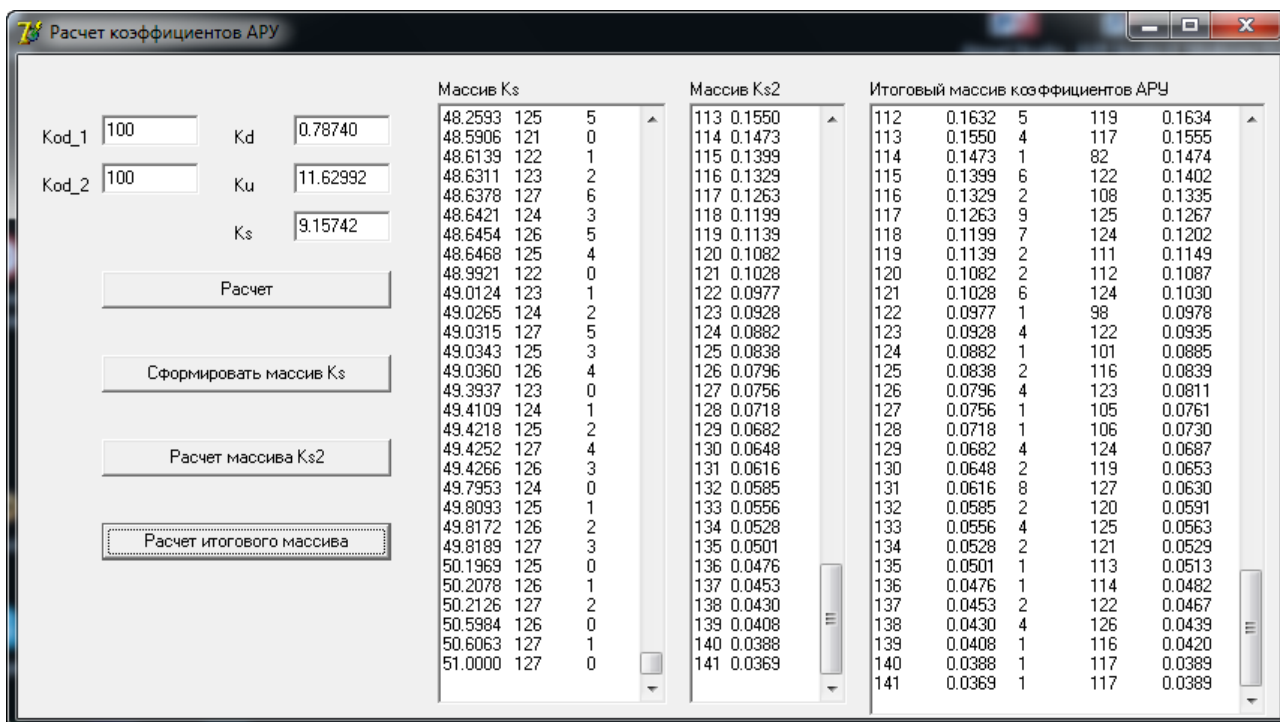 Расчет коэффициентов АРУ
Kod_1 100 Kd 0.78740
Kod_2 100 Ku 11.62992
Ks 9.15742
Расчет
Сформировать массив Ks
Расчет массива Ks2
Расчет итогового массива
Массив Ks
48.2593 125 5
48.5906 121 0
48.6139 122 1
48.6311 123 2
48.6378 127 6
48.6421 124 3
48.6454 126 5
48.6468 125 4
48.9921 122 0
49.0124 123 1
49.0265 124 2
49.0315 127 5
49.0343 125 3
49.0360 126 4
49.3937 123 0
49.4109 124 1
49.4218 125 2
49.4252 127 4
49.4266 126 3
49.7953 124 0
49.8093 125 1
49.8172 126 2
49.8189 127 3
50.1969 125 0
50.2078 126 1
50.2126 127 2
50.5984 126 0
50.6063 127 1
51.0000 127 0
Массив Ks2
113 0.1550
114 0.1473
115 0.1399
116 0.1329
117 0.1263
118 0.1199
119 0.1139
120 0.1082
121 0.1028
122 0.0977
123 0.0928
124 0.0882
125 0.0838
126 0.0796
127 0.0756
128 0.0718
129 0.0682
130 0.0648
131 0.0616
132 0.0585
133 0.0556
134 0.0528
135 0.0501
136 0.0476
137 0.0453
138 0.0430
139 0.0408
140 0.0388
141 0.0369
Итоговый массив коэффициентов АРУ
112 0.1632 5 119 0.1634
113 0.1550 4 117 0.1555
114 0.1473 1 82 0.1474
115 0.1399 6 122 0.1402
116 0.1329 2 108 0.1335
117 0.1263 9 125 0.1267
118 0.1199 7 124 0.1202
119 0.1139 2 111 0.1149
120 0.1082 2 112 0.1087
121 0.1028 6 124 0.1030
122 0.0977 1 98 0.0978
123 0.0928 4 122 0.0935
124 0.0882 1 101 0.0885
125 0.0838 2 116 0.0839
126 0.0796 4 123 0.0811
127 0.0756 1 105 0.0761
128 0.0718 1 106 0.0730
129 0.0682 4 124 0.0687
130 0.0648 2 119 0.0653
131 0.0616 8 127 0.0630
132 0.0585 2 120 0.0591
133 0.0556 4 125 0.0563
134 0.0528 2 121 0.0529
135 0.0501 1 113 0.0513
136 0.0476 1 114 0.0482
137 0.0453 2 122 0.0467
138 0.0430 4 126 0.0439
139 0.0408 1 116 0.0420
140 0.0388 1 117 0.0389
141 0.0369 1 117 0.0389